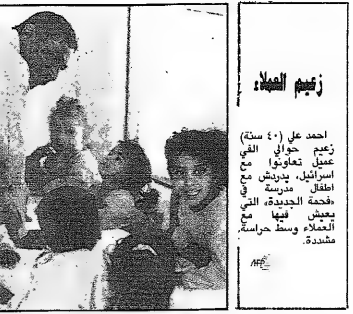 زعيم العملاء
احمد علي (٤٠ سنة)
زعيم حوالي الفي
عميل تعاونوا مع
اسرائيل، يدردش مع
اطفال مدرسة في
«فحمة الجديدة، التي
يعيش فيها مع
العملاء وسط حراسة
مشددة.
AFP